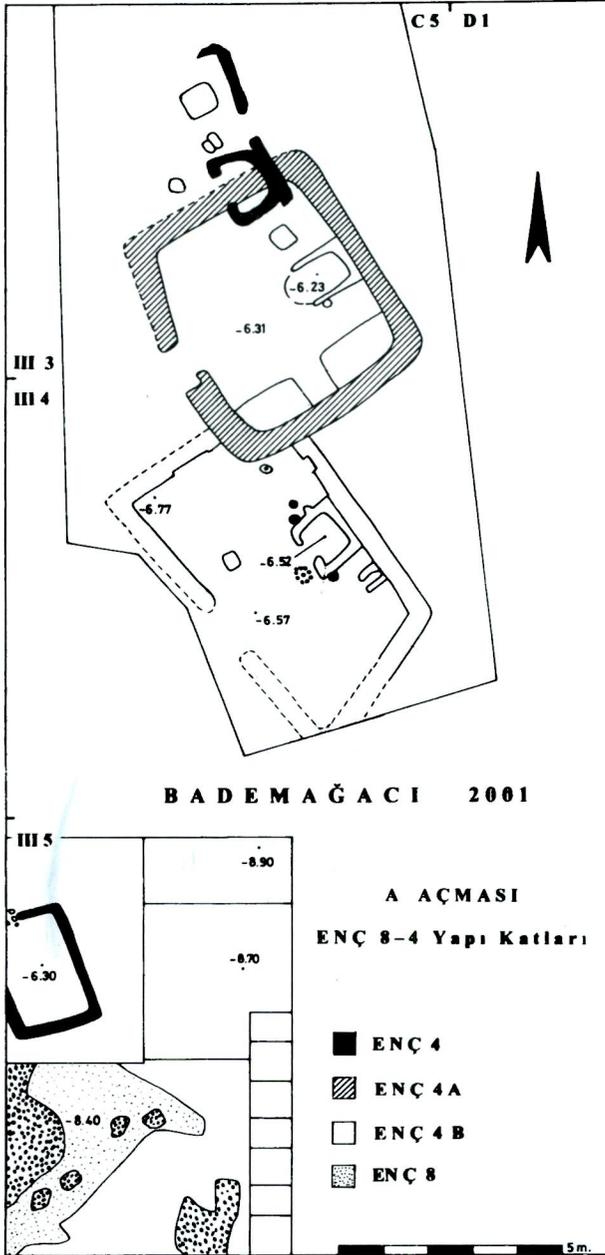 C5 D1
-6.23
-6.31
III 3
III 4
-6.77
-6.52
-6.57
BADEMAĞACI 2001
III 5
-8.90
A AÇMASI
ENÇ 8-4 Yapı Katları
-8.70
-6.30
ENÇ 4
ENÇ 4A
-8.40
ENÇ 4B
ENÇ 8
5m.